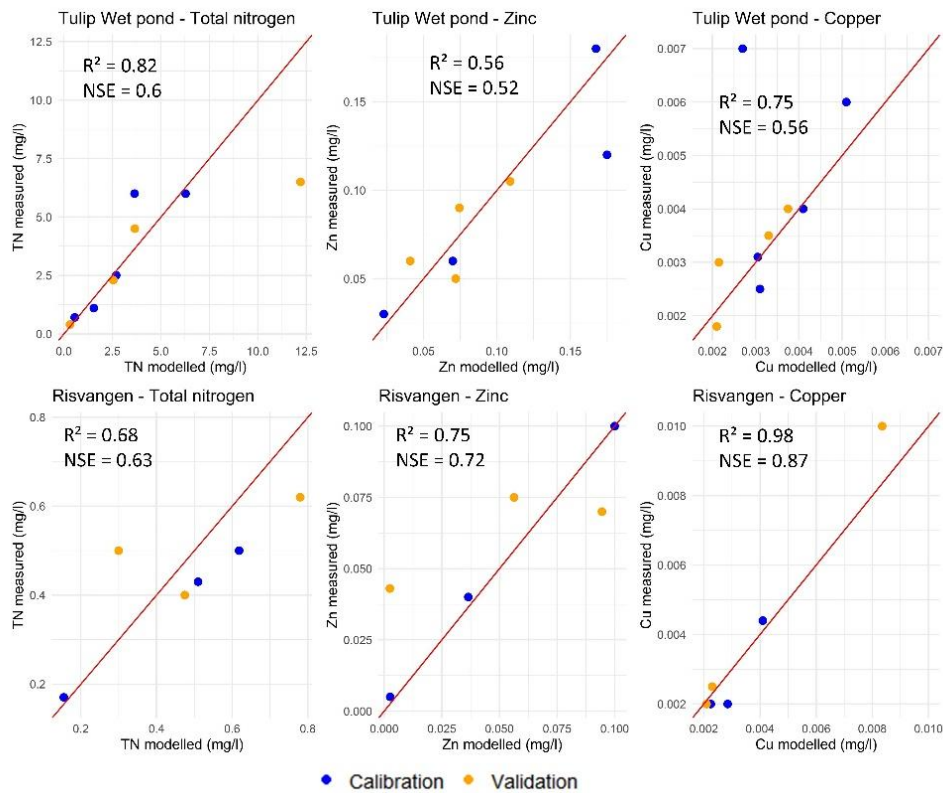 Tulip Wet pond - Total nitrogen
R² = 0.82
NSE = 0.6
TN measured (mg/l)
12.5
10.0
7.5
5.0
2.5
0.0
0.0 2.5 5.0 7.5 10.0 12.5
TN modelled (mg/l)
Tulip Wet pond - Zinc
R² = 0.56
NSE = 0.52
Zn measured (mg/l)
0.15
0.10
0.05
0.05 0.10 0.15
Zn modelled (mg/l)
Tulip Wet pond - Copper
R² = 0.75
NSE = 0.56
Cu measured (mg/l)
0.007
0.006
0.005
0.004
0.003
0.002
0.002 0.003 0.004 0.005 0.006 0.007
Cu modelled (mg/l)
Risvangen - Total nitrogen
R² = 0.68
NSE = 0.63
TN measured (mg/l)
0.8
0.6
0.4
0.2
0.2 0.4 0.6 0.8
TN modelled (mg/l)
Risvangen - Zinc
R² = 0.75
NSE = 0.72
Zn measured (mg/l)
0.100
0.075
0.050
0.025
0.000
0.000 0.025 0.050 0.075 0.100
Zn modelled (mg/l)
Risvangen - Copper
R² = 0.98
NSE = 0.87
Cu measured (mg/l)
0.010
0.008
0.006
0.004
0.002
0.002 0.004 0.006 0.008 0.010
Cu modelled (mg/l)
Calibration Validation